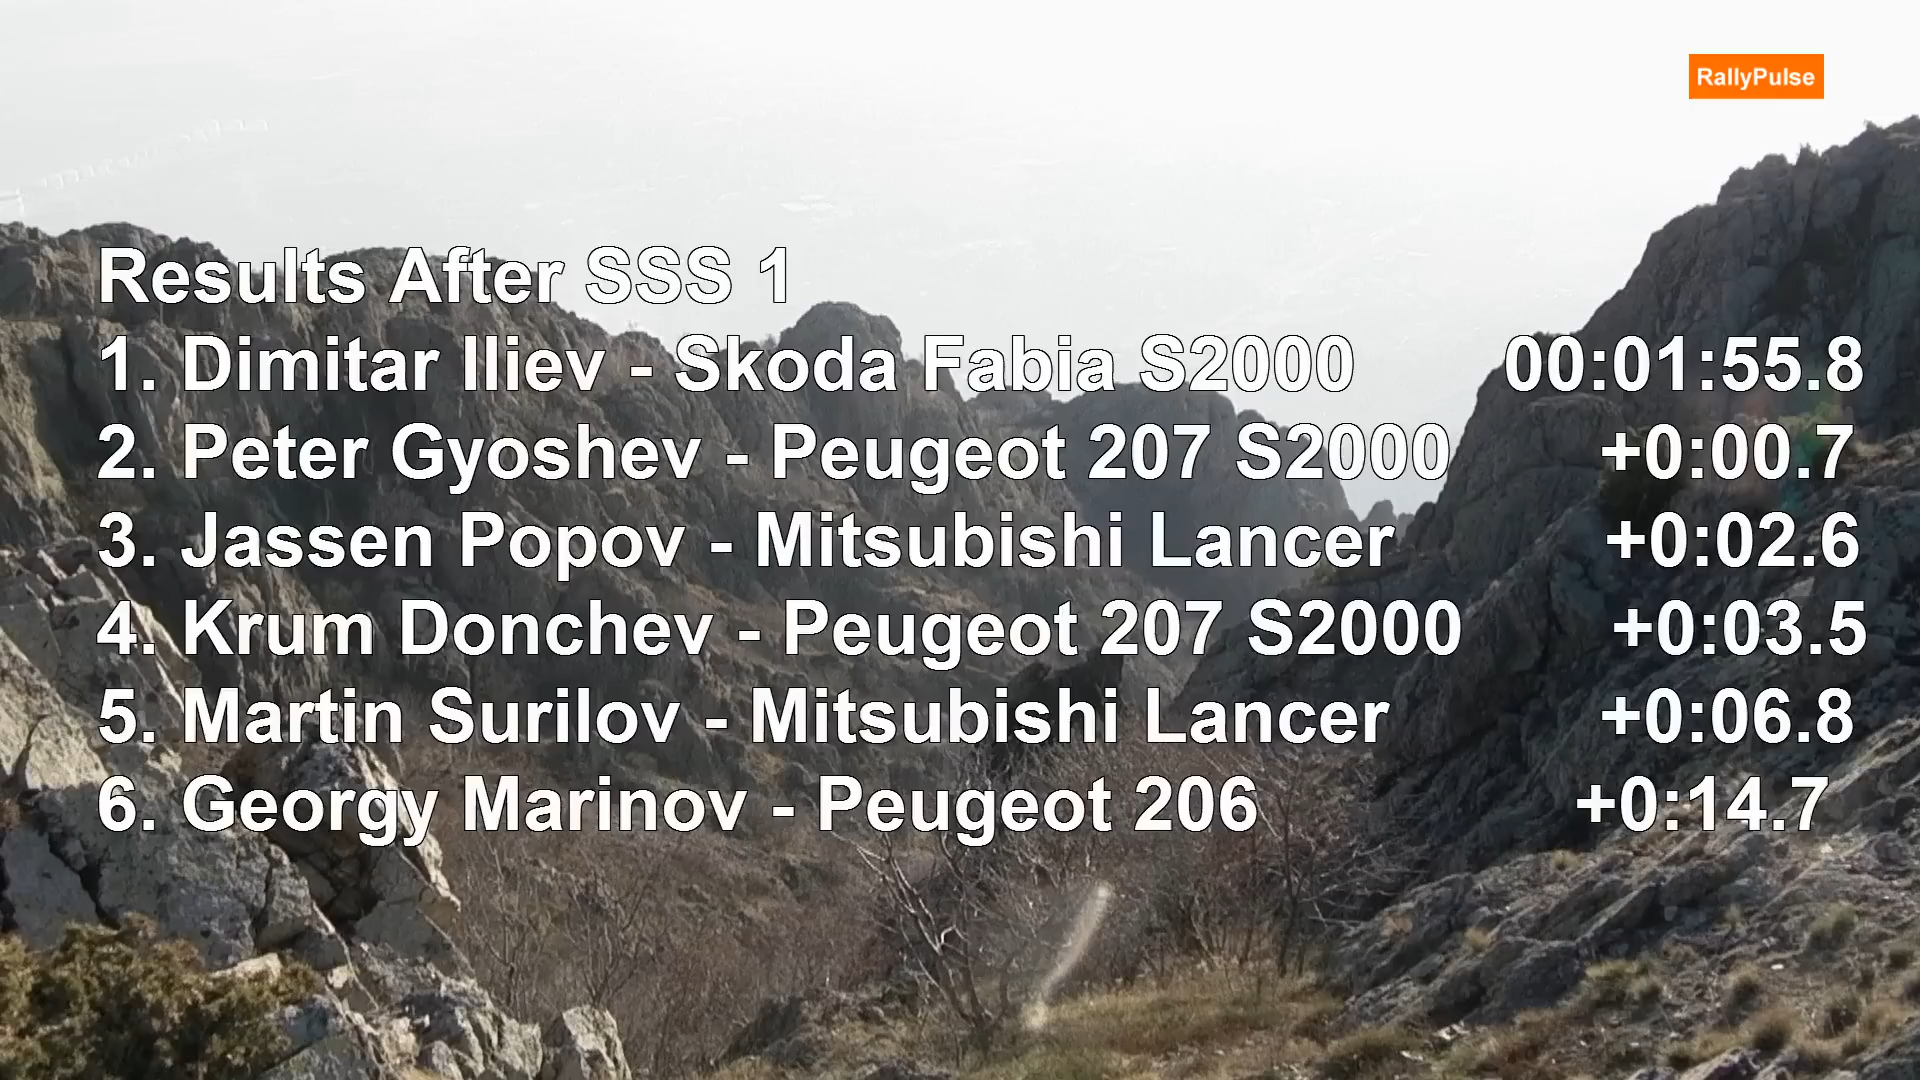 RallyPulse
Results After SSS 1
1. Dimitar Iliev - Skoda Fabia S2000 00:01:55.8
2. Peter Gyoshev - Peugeot 207 S2000 +0:00.7
3. Jassen Popov - Mitsubishi Lancer +0:02.6
4. Krum Donchev - Peugeot 207 S2000 +0:03.5
5. Martin Surilov - Mitsubishi Lancer +0:06.8
6. Georgy Marinov - Peugeot 206 +0:14.7